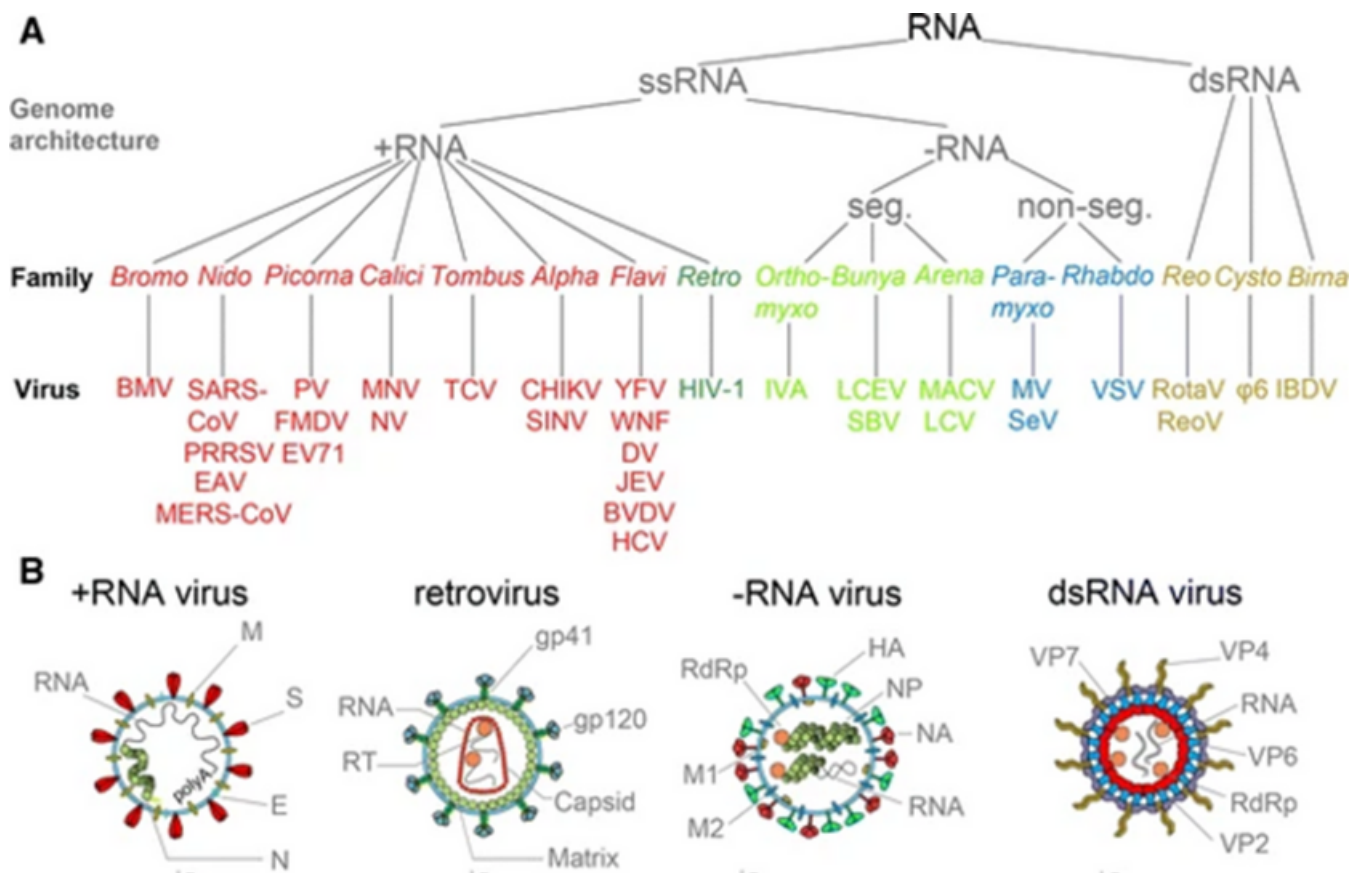 A
RNA
ssRNA
dsRNA
Genome
architecture
+RNA
-RNA
seg.
non-seg.
Family Bromo Nido Picorna Calici Tombus Alpha Flavi Retro Ortho- Bunya Arena Para- Rhabdo Reo Cysto Birna
myxo myxo
Virus BMV SARS- PV MNV TCV CHIKV YFV HIV-1 IVA LCEV MACV MV VSV RotaV φ6 IBDV
CoV FMDV NV SINV WNF SBV LCV SeV ReoV
PRRSV EV71 DV
EAV JEV
MERS-CoV BVDV
HCV
B
+RNA virus
M
RNA
S
polyA
E
N
retrovirus
gp41
RNA
gp120
RT
Capsid
Matrix
-RNA virus
HA
RdRp
NP
NA
M1
RNA
M2
dsRNA virus
VP7
VP4
RNA
VP6
RdRp
VP2